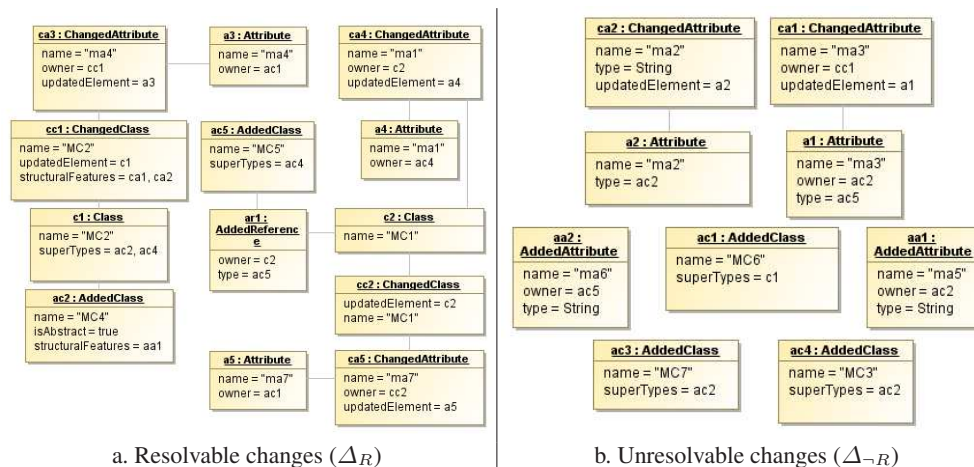 ca3 : ChangedAttribute
name = "ma4"
owner = cc1
updatedElement = a3
a3 : Attribute
name = "ma4"
owner = ac1
ca4 : ChangedAttribute
name = "ma1"
owner = c2
updatedElement = a4
cc1 : ChangedClass
name = "MC2"
updatedElement = c1
structuralFeatures = ca1, ca2
ac5 : AddedClass
name = "MC5"
superTypes = ac4
a4 : Attribute
name = "ma1"
owner = ac4
c1 : Class
name = "MC2"
superTypes = ac2, ac4
ar1 :
AddedReferenc
e
owner = c2
type = ac5
c2 : Class
name = "MC1"
ac2 : AddedClass
name = "MC4"
isAbstract = true
structuralFeatures = aa1
cc2 : ChangedClass
updatedElement = c2
name = "MC1"
a5 : Attribute
name = "ma7"
owner = ac1
ca5 : ChangedAttribute
name = "ma7"
owner = cc2
updatedElement = a5
a. Resolvable changes (Δ_R)
ca2 : ChangedAttribute
name = "ma2"
type = String
updatedElement = a2
ca1 : ChangedAttribute
name = "ma3"
owner = cc1
updatedElement = a1
a2 : Attribute
name = "ma2"
type = ac2
a1 : Attribute
name = "ma3"
owner = ac2
type = ac5
aa2 :
AddedAttribute
name = "ma6"
owner = ac5
type = String
ac1 : AddedClass
name = "MC6"
superTypes = c1
aa1 :
AddedAttribute
name = "ma5"
owner = ac2
type = String
ac3 : AddedClass
name = "MC7"
superTypes = ac2
ac4 : AddedClass
name = "MC3"
superTypes = ac2
b. Unresolvable changes (Δ_¬R)